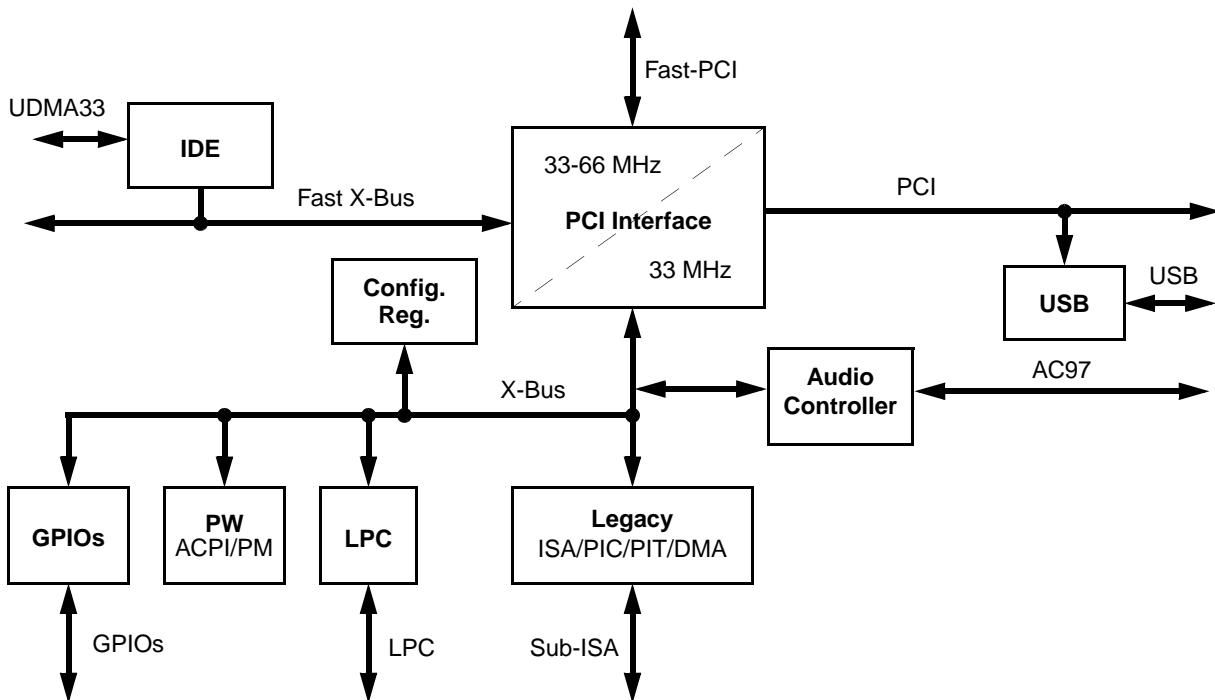 Fast-PCI
UDMA33
IDE
33-66 MHz
PCI
Fast X-Bus
PCI Interface
33 MHz
USB
USB
Config.
Reg.
Audio
Controller
AC97
X-Bus
GPIOs
PW
ACPI/PM
LPC
Legacy
ISA/PIC/PIT/DMA
GPIOs
LPC
Sub-ISA